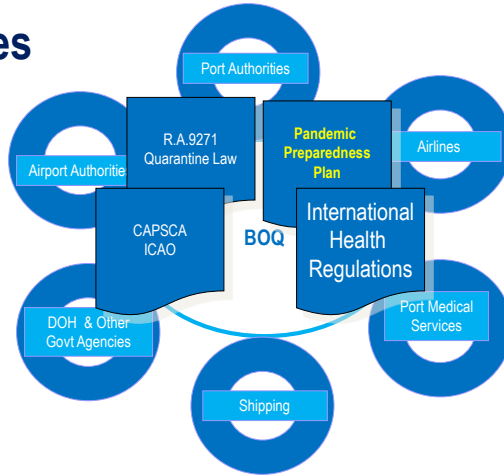 es
Port Authorities
R.A.9271
Quarantine Law
Pandemic
Preparedness
Plan
Airport Authoritie
Airlines
CAPSCA
ICAO
BOQ
International
Health
Regulations
DOH & Other
Govt Agencies
Port Medical
Services
Shipping